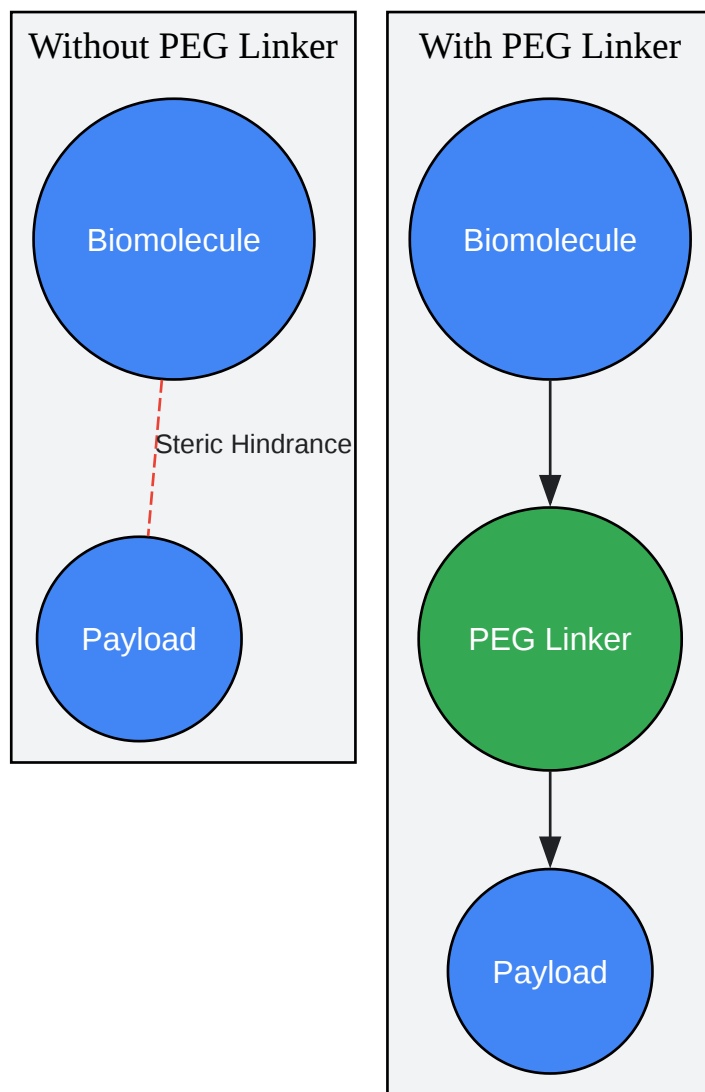 Without PEG Linker
Biomolecule
Steric Hindrance
Payload
With PEG Linker
Biomolecule
PEG Linker
Payload